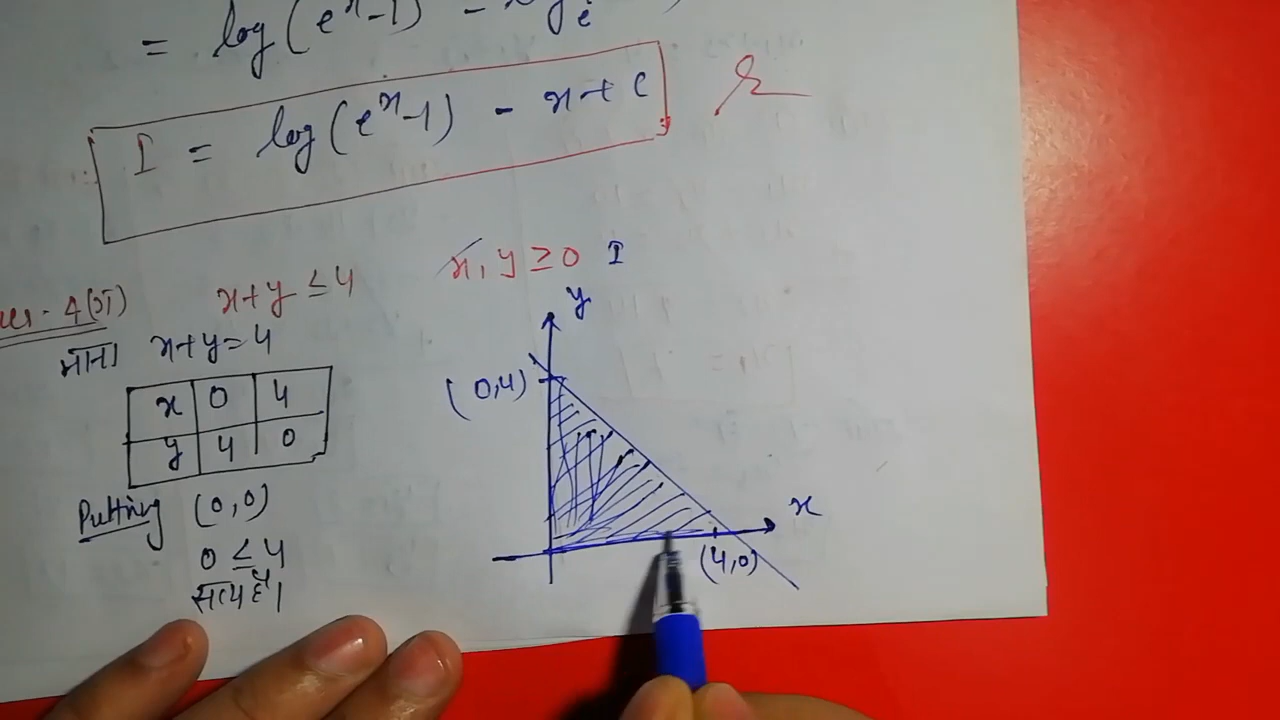 = log(e^x-1) -
I = log(e^x-1) - x + C
4(अ) x+y ≤ 4 x, y ≥ 0 I
माना x+y = 4
x 0 4
y 4 0
Putting (0,0)
0 ≤ 4
सत्य है।
y
(0,4)
x
(4,0)